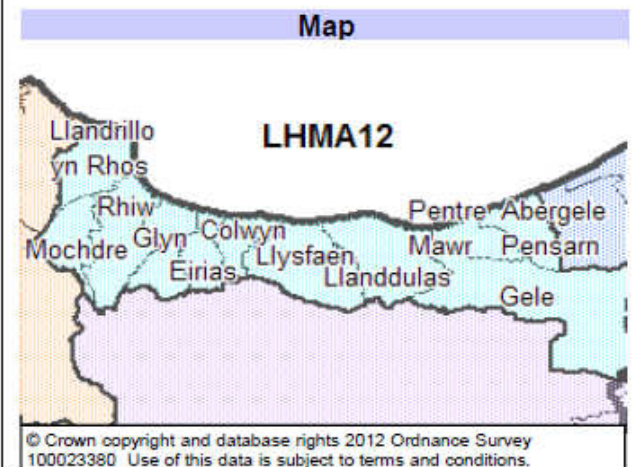 Map
LHMA12
Llandrillo
yn Rhos
Rhiw
Mochdre
Glyn
Colwyn
Eirias
Llysfaen
Llanddulas
Pentre
Mawr
Abergele
Pensarn
Gele
© Crown copyright and database rights 2012 Ordnance Survey
100023380 Use of this data is subject to terms and conditions.